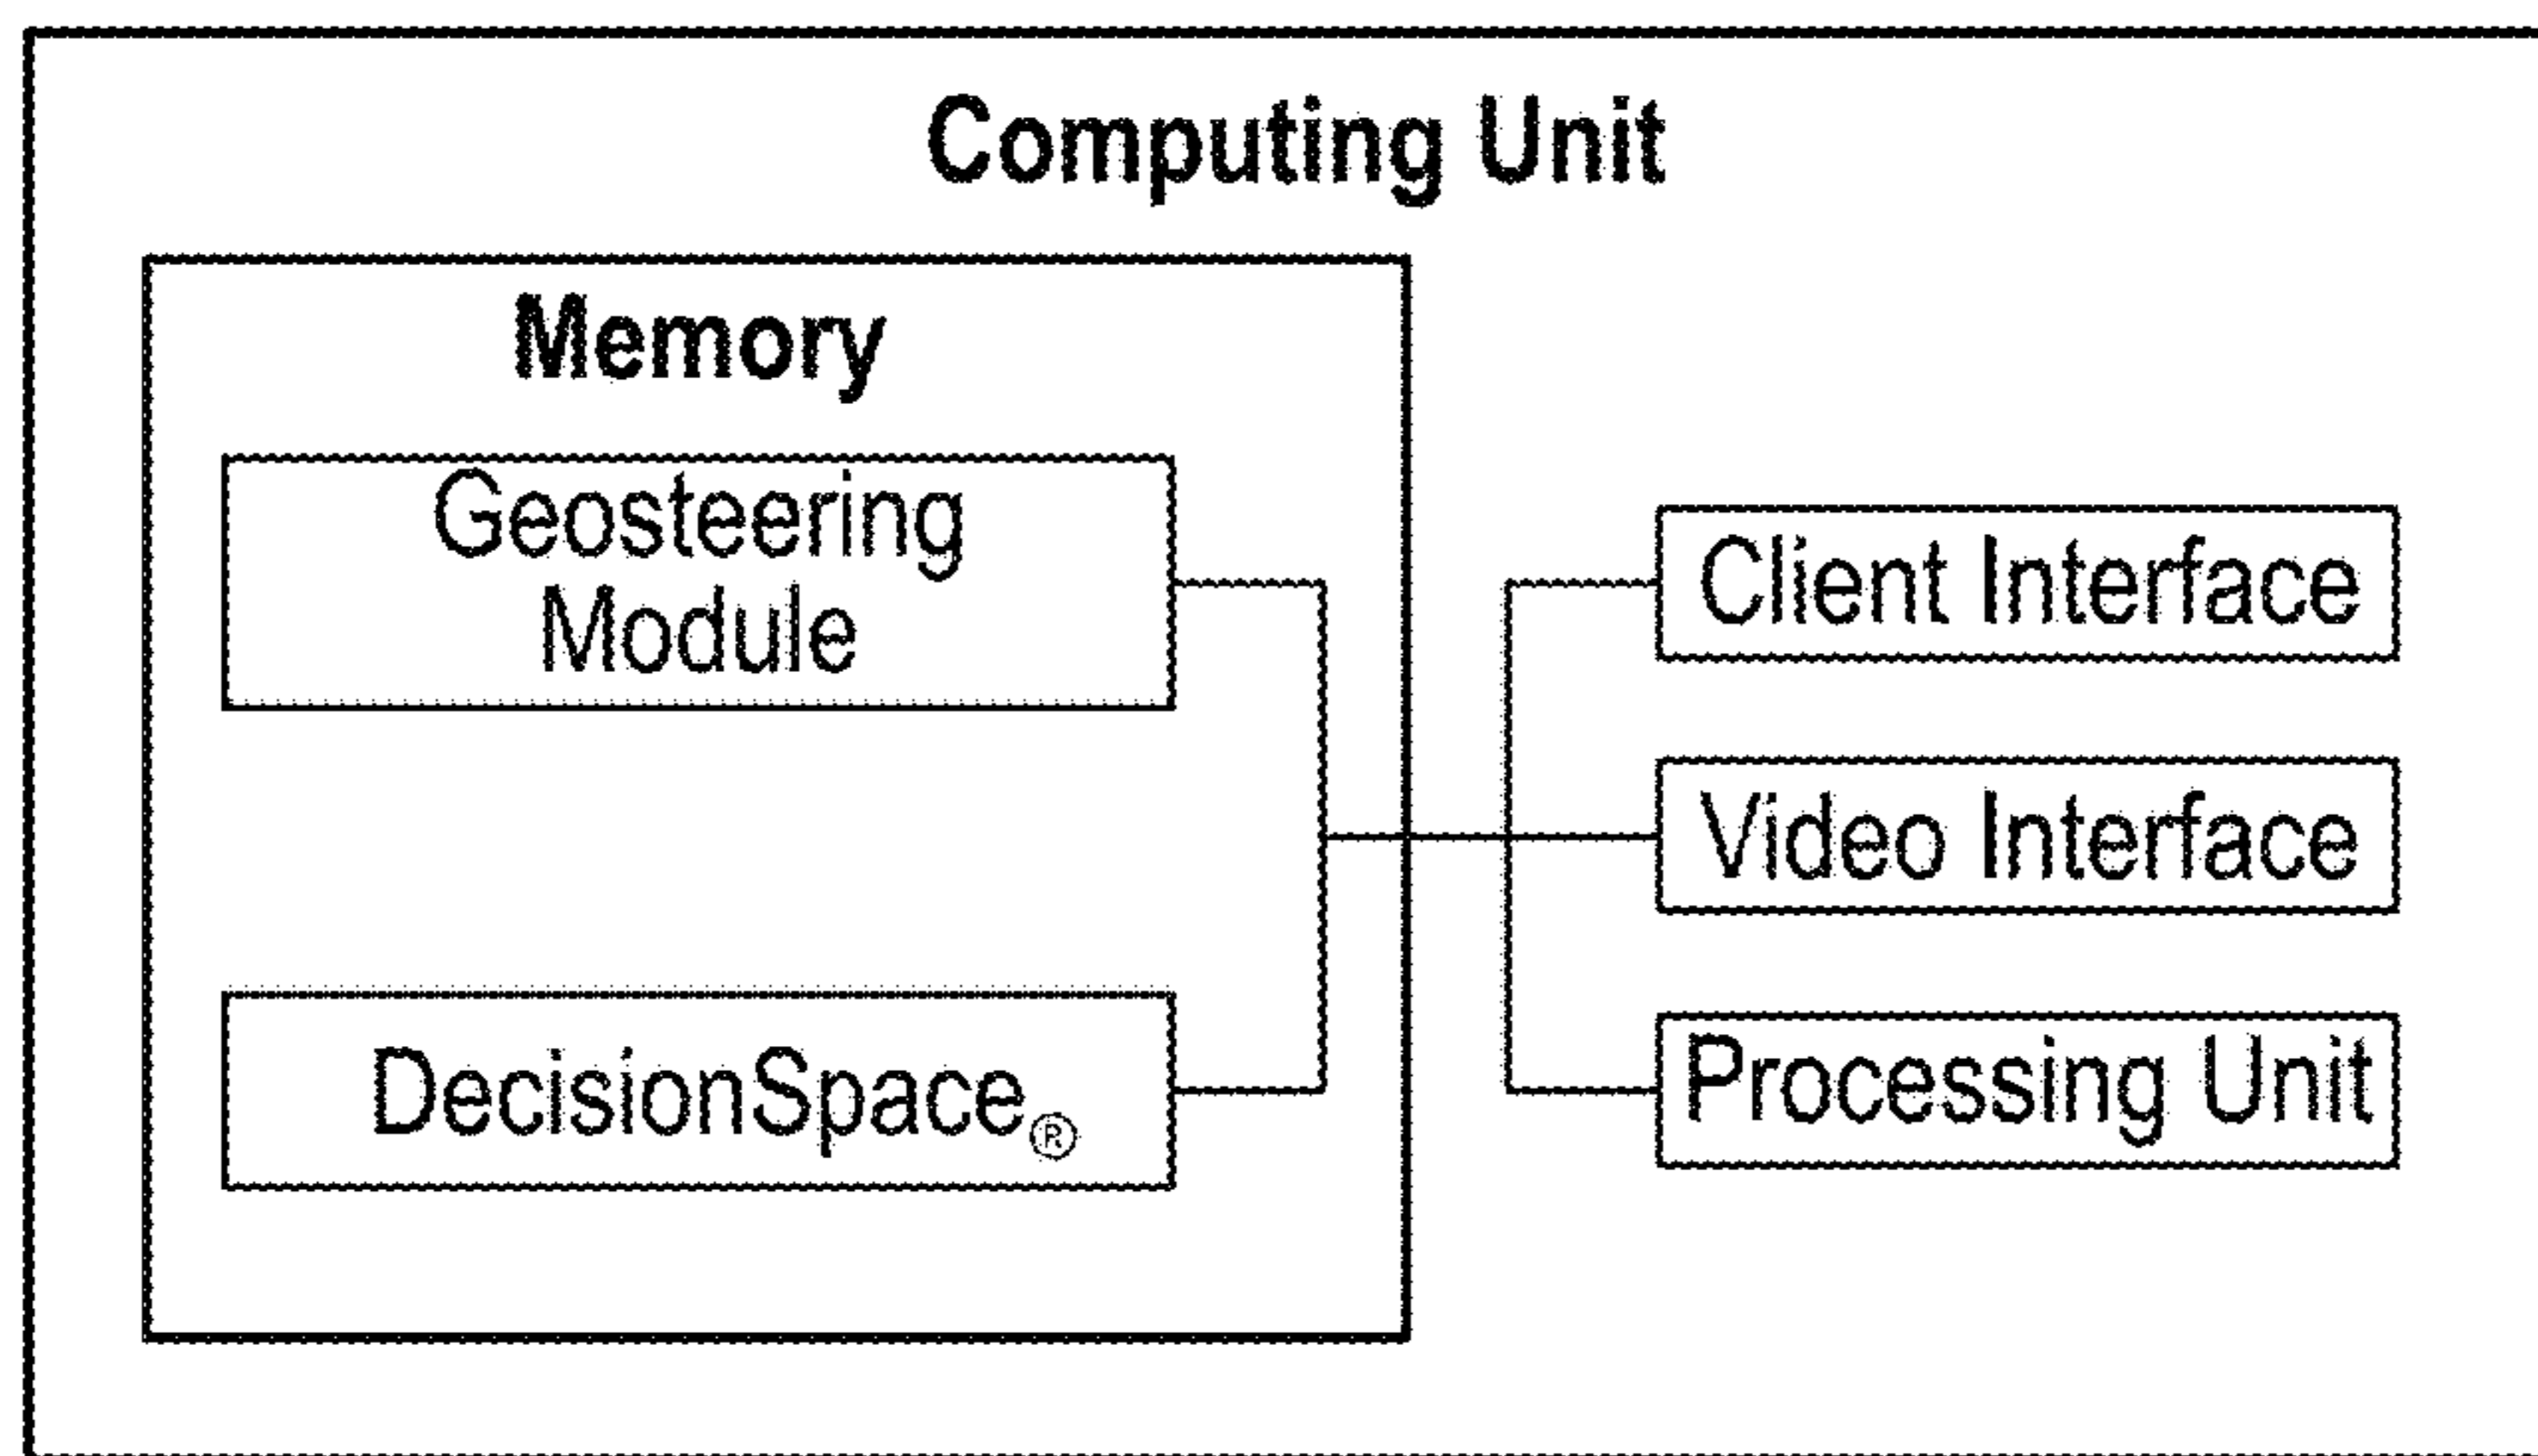 Computing Unit
Memory
Geosteering
Module
DecisionSpace®
Client Interface
Video Interface
Processing Unit